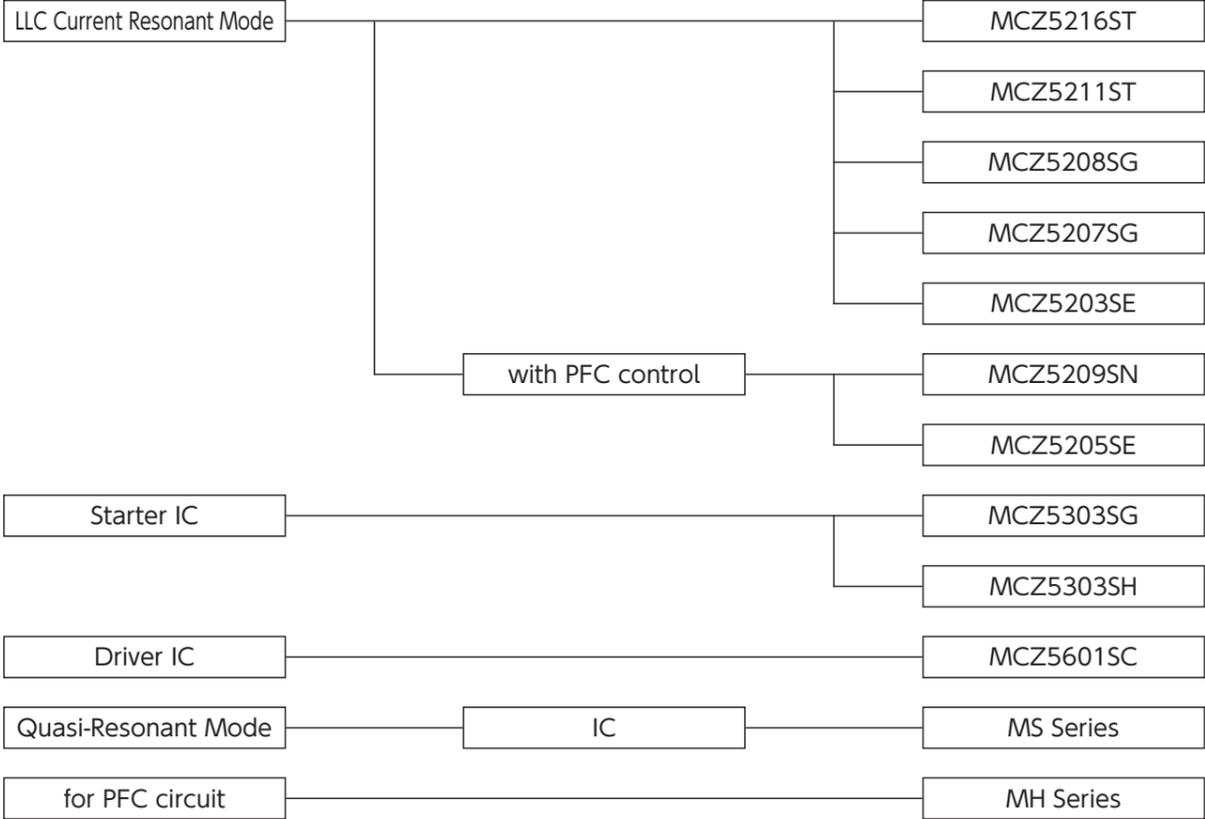 LLC Current Resonant Mode
MCZ5216ST
MCZ5211ST
MCZ5208SG
MCZ5207SG
MCZ5203SE
with PFC control
MCZ5209SN
MCZ5205SE
Starter IC
MCZ5303SG
MCZ5303SH
Driver IC
MCZ5601SC
Quasi-Resonant Mode
IC
MS Series
for PFC circuit
MH Series